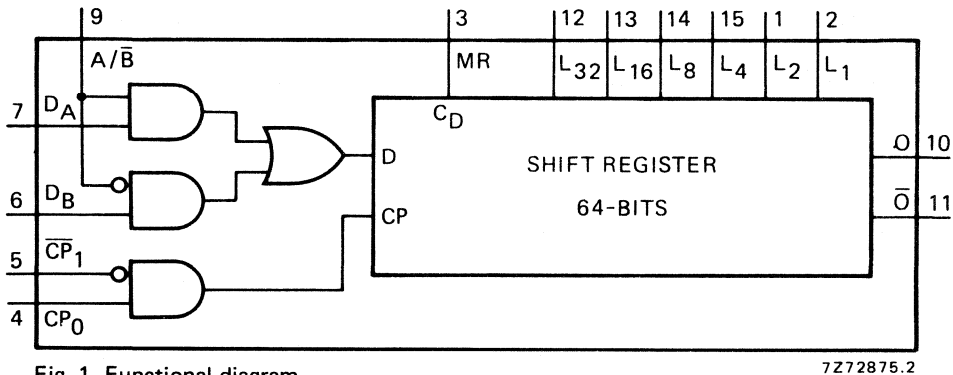 9 3 12 13 14 15 1 2
A/B̅ MR L32 L16 L8 L4 L2 L1
7 DA
CD
D
O 10
SHIFT REGISTER
6 DB
64-BITS
CP
O̅ 11
5 C̅P̅1
4 CP0
Fig. 1 Functional diagram
7Z72875.2